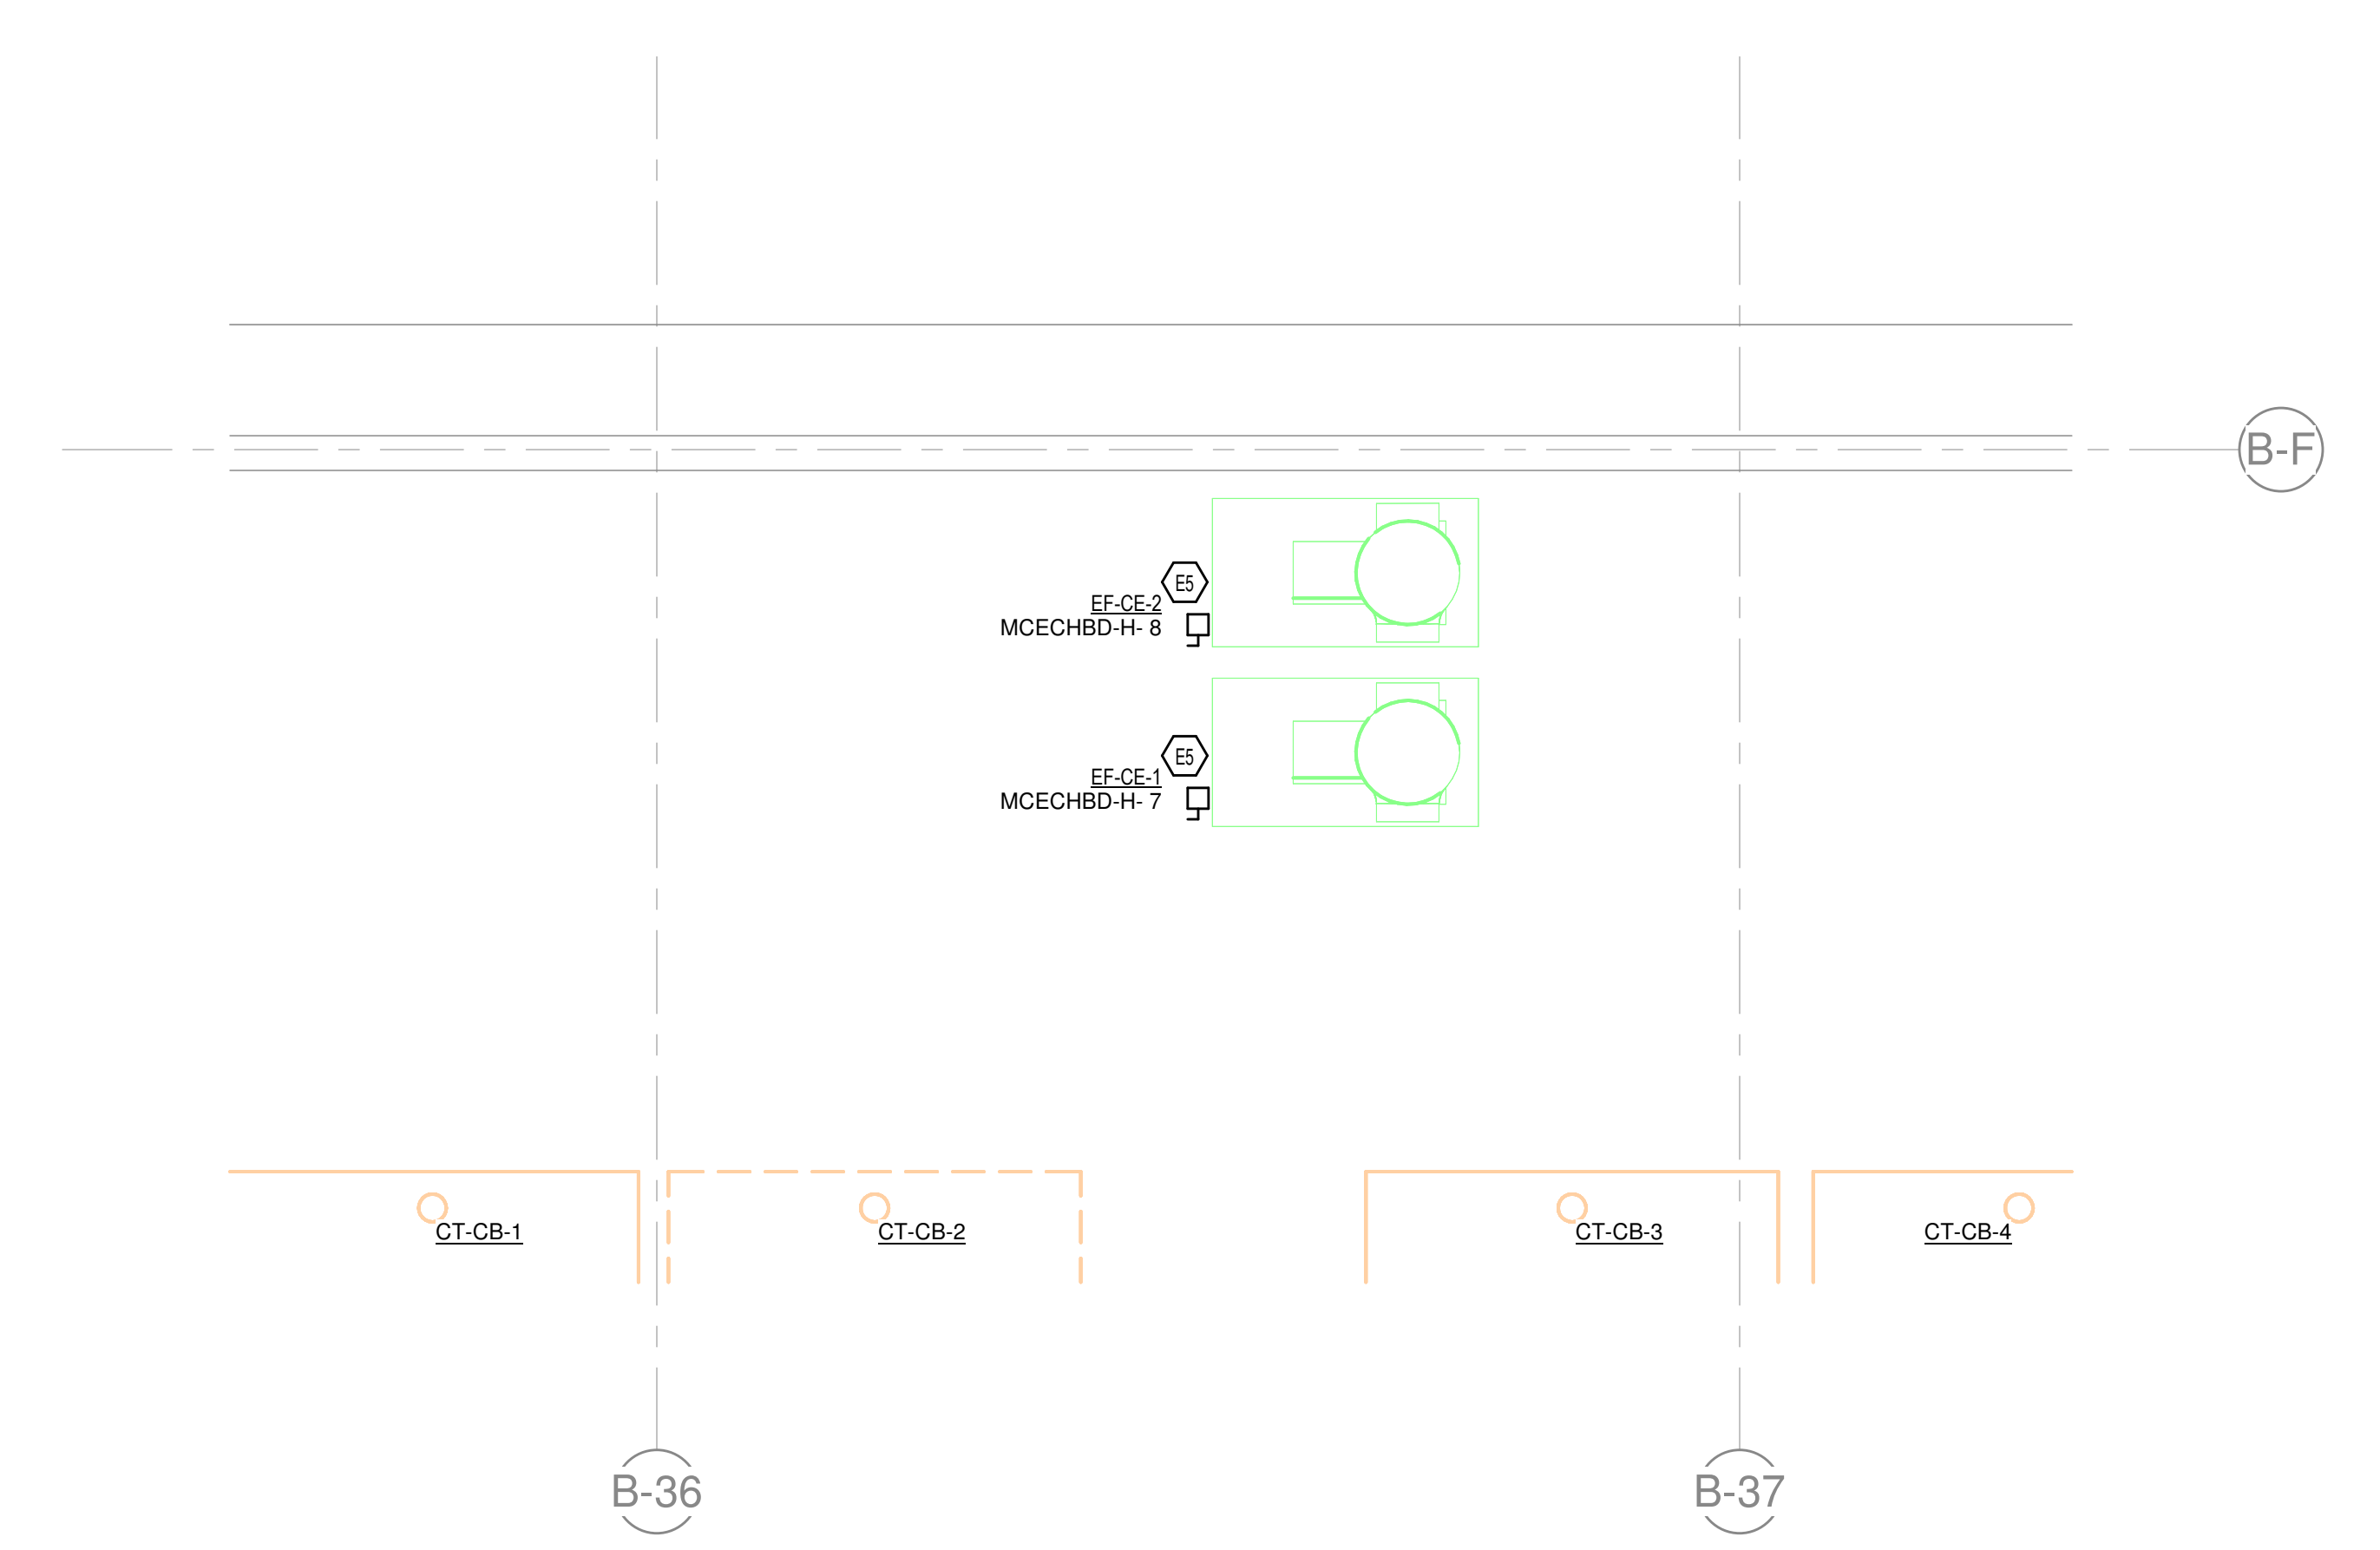 B-F
E5
EF-CE-2
MCECHBD-H- 8
E5
EF-CE-1
MCECHBD-H- 7
CT-CB-1
CT-CB-2
CT-CB-3
CT-CB-4
B-36
B-37